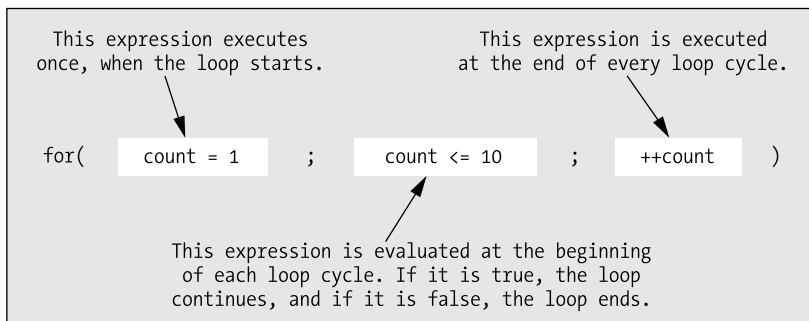 This expression executes
once, when the loop starts.
This expression is executed
at the end of every loop cycle.
for( count = 1 ; count <= 10 ; ++count )
This expression is evaluated at the beginning
of each loop cycle. If it is true, the loop
continues, and if it is false, the loop ends.